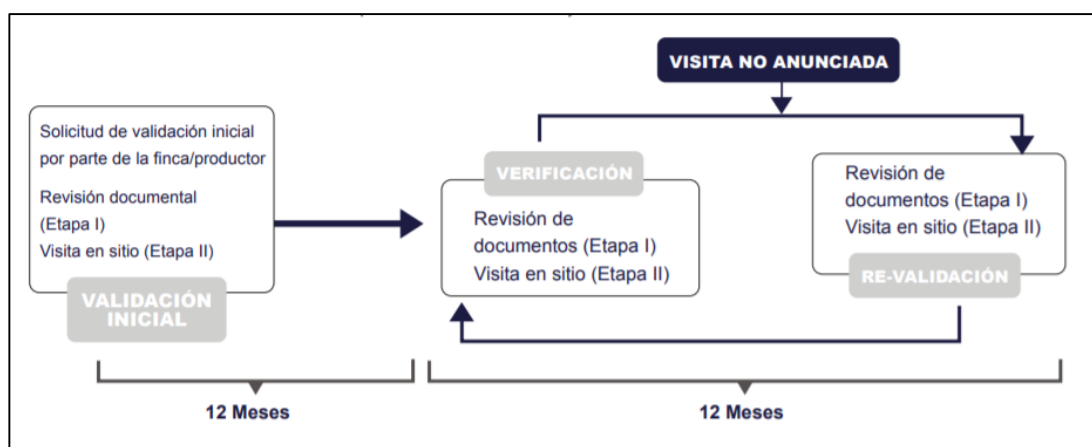 VISITA NO ANUNCIADA
Solicitud de validación inicial
por parte de la finca/productor
Revisión documental
(Etapa I)
Visita en sitio (Etapa II)
VALIDACIÓN
INICIAL
VERIFICACIÓN
Revisión de
documentos (Etapa I)
Visita en sitio (Etapa II)
Revisión de
documentos (Etapa I)
Visita en sitio (Etapa II)
RE-VALIDACIÓN
12 Meses
12 Meses